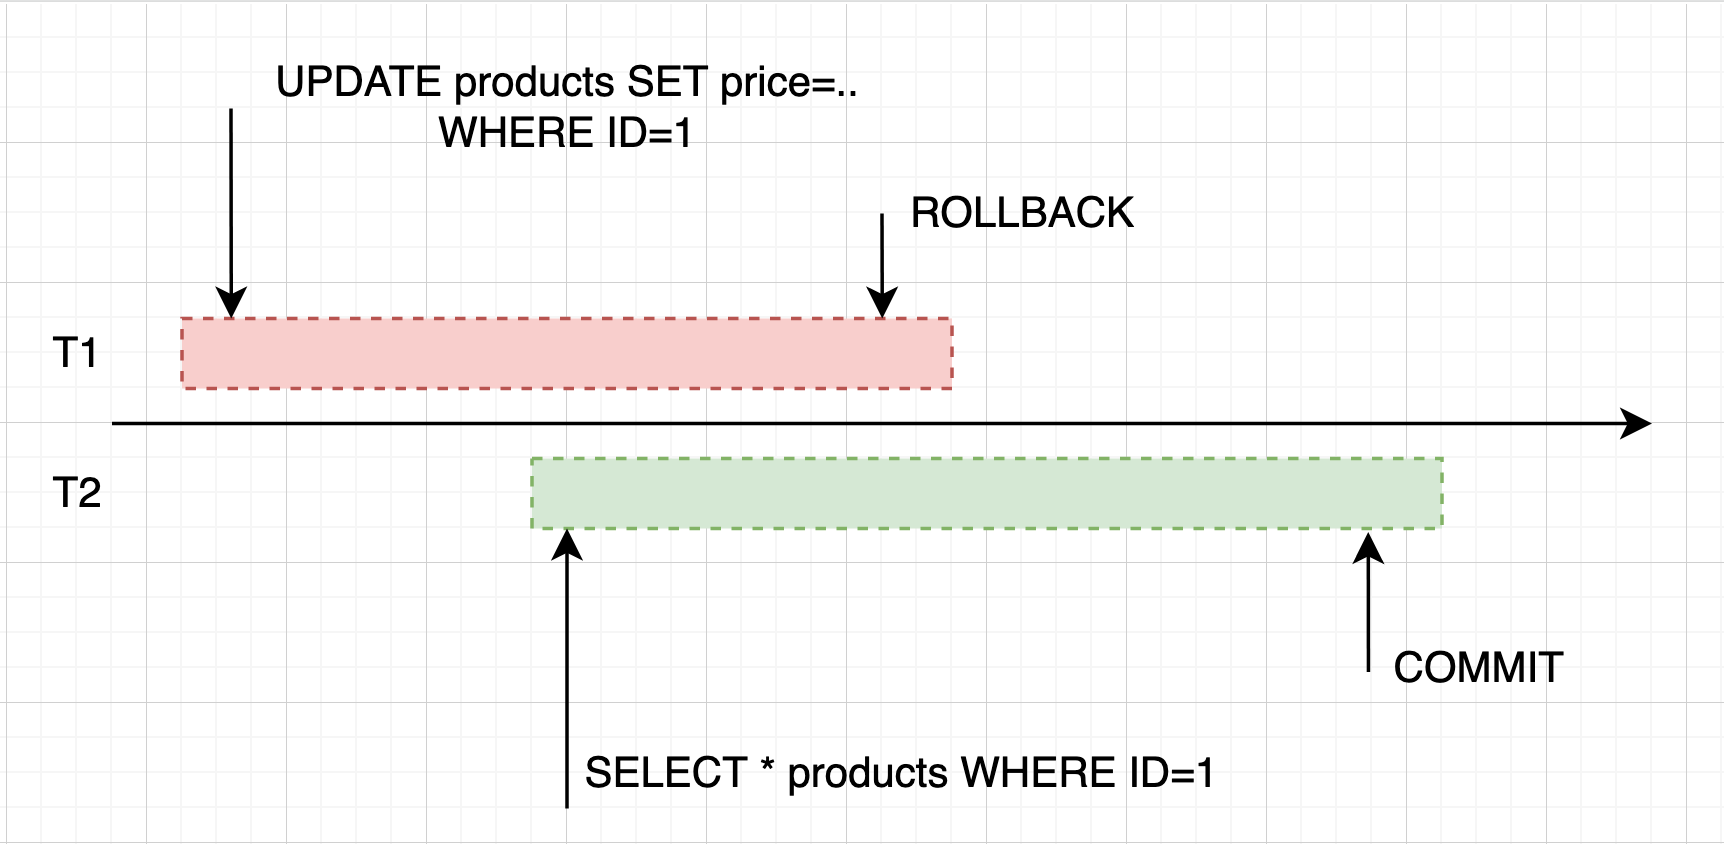 UPDATE products SET price=..
WHERE ID=1
ROLLBACK
T1
T2
COMMIT
SELECT * products WHERE ID=1